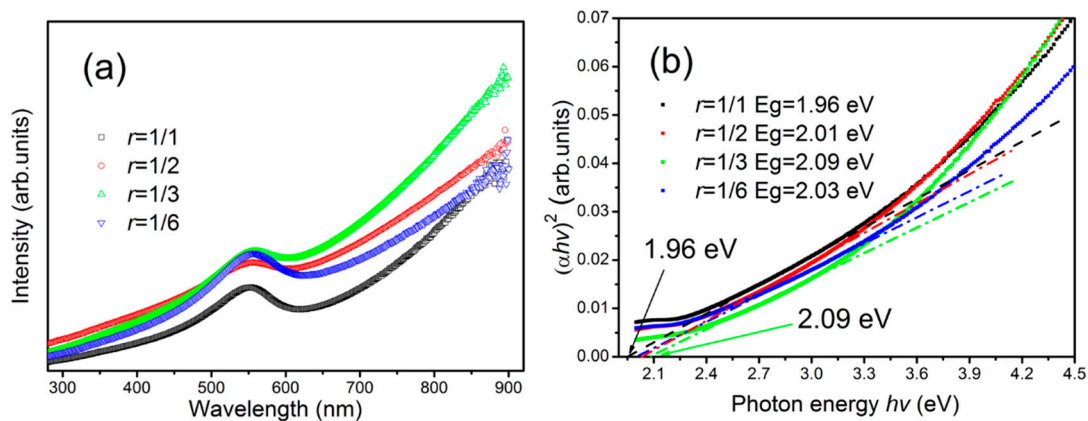 (a)
r=1/1
r=1/2
r=1/3
r=1/6
Intensity (arb.units)
300 400 500 600 700 800 900
Wavelength (nm)
(b)
0.07
0.06
0.05
0.04
0.03
0.02
0.01
0.00
(αhν)²(arb.units)
r=1/1 Eg=1.96 eV
r=1/2 Eg=2.01 eV
r=1/3 Eg=2.09 eV
r=1/6 Eg=2.03 eV
1.96 eV
2.09 eV
2.1 2.4 2.7 3.0 3.3 3.6 3.9 4.2 4.5
Photon energy hν (eV)